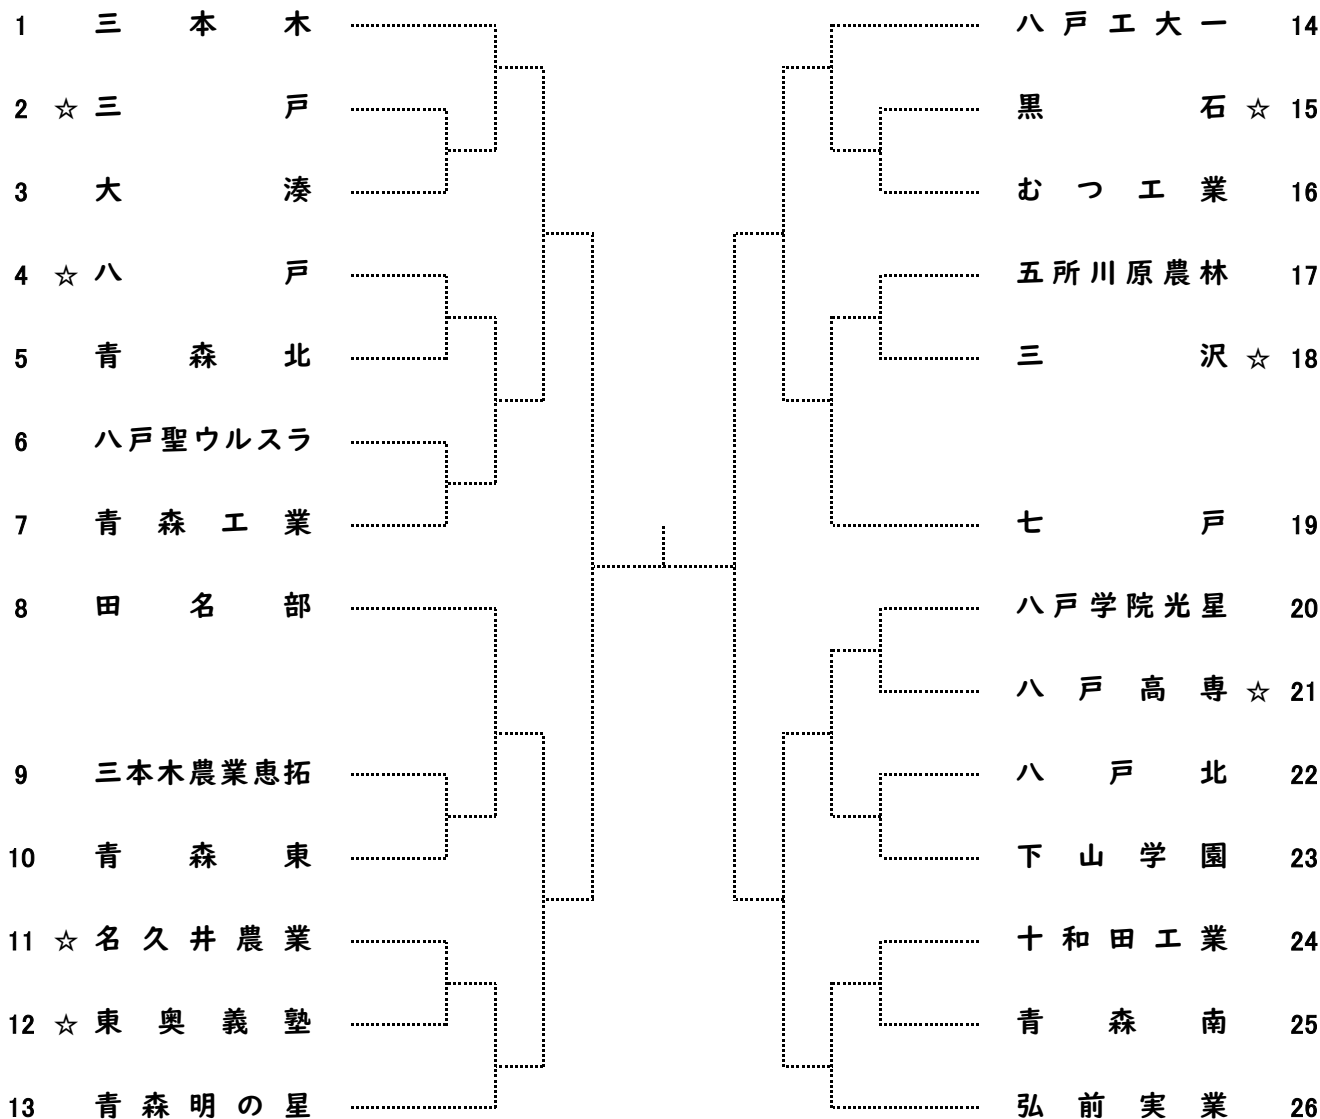 1 三本木
2 ☆ 三戸
3 大湊
4 ☆ 八戸
5 青森北
6 八戸聖ウルスラ
7 青森工業
8 田名部
9 三本木農業恵拓
10 青森東
11 ☆ 名久井農業
12 ☆ 東奥義塾
13 青森明の星
八戸工大一 14
黒石 ☆ 15
むつ工業 16
五所川原農林 17
三沢 ☆ 18
七戸 19
八戸学院光星 20
八戸高専 ☆ 21
八戸北 22
下山学園 23
十和田工業 24
青森南 25
弘前実業 26